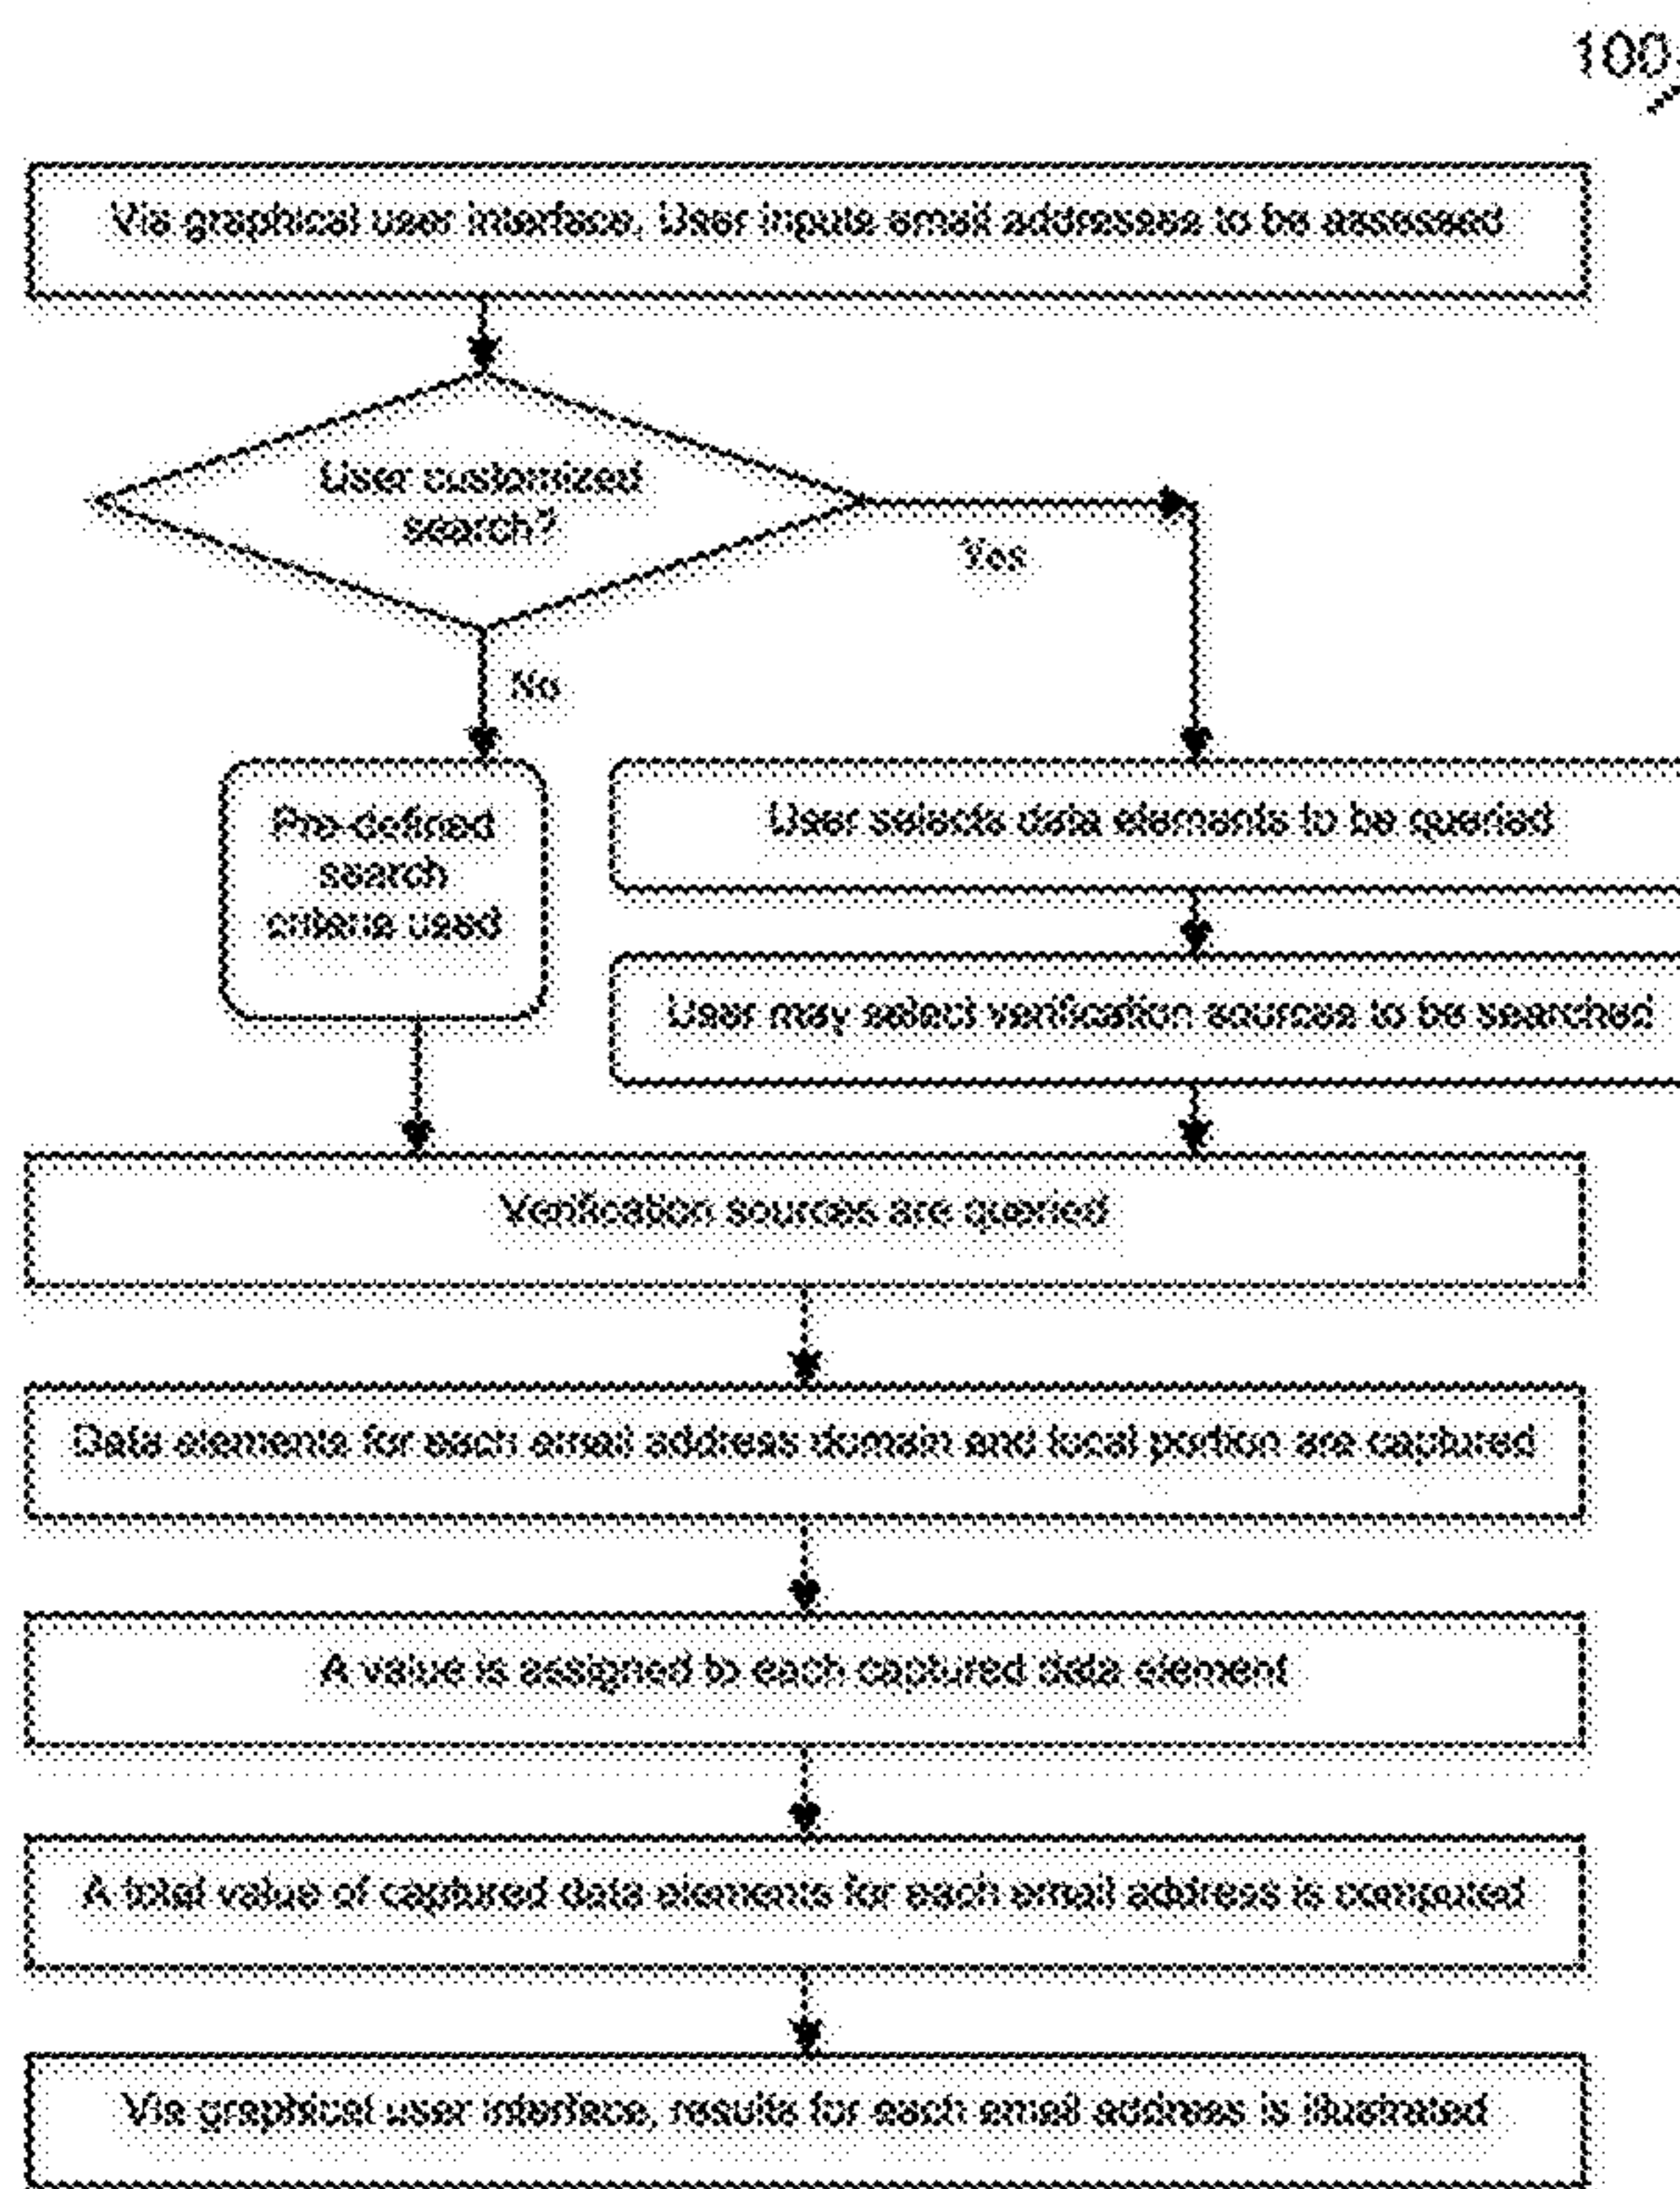 100
Via graphical user interface, User inputs email addresses to be assessed
User customized
search?
Yes
No
Pre-defined
search
criteria used
User selects data elements to be queried
User may select verification sources to be searched
Verification sources are queried
Data elements for each email address domain and local portion are captured
A value is assigned to each captured data element
A total value of captured data elements for each email address is computed
Via graphical user interface, results for each email address is illustrated